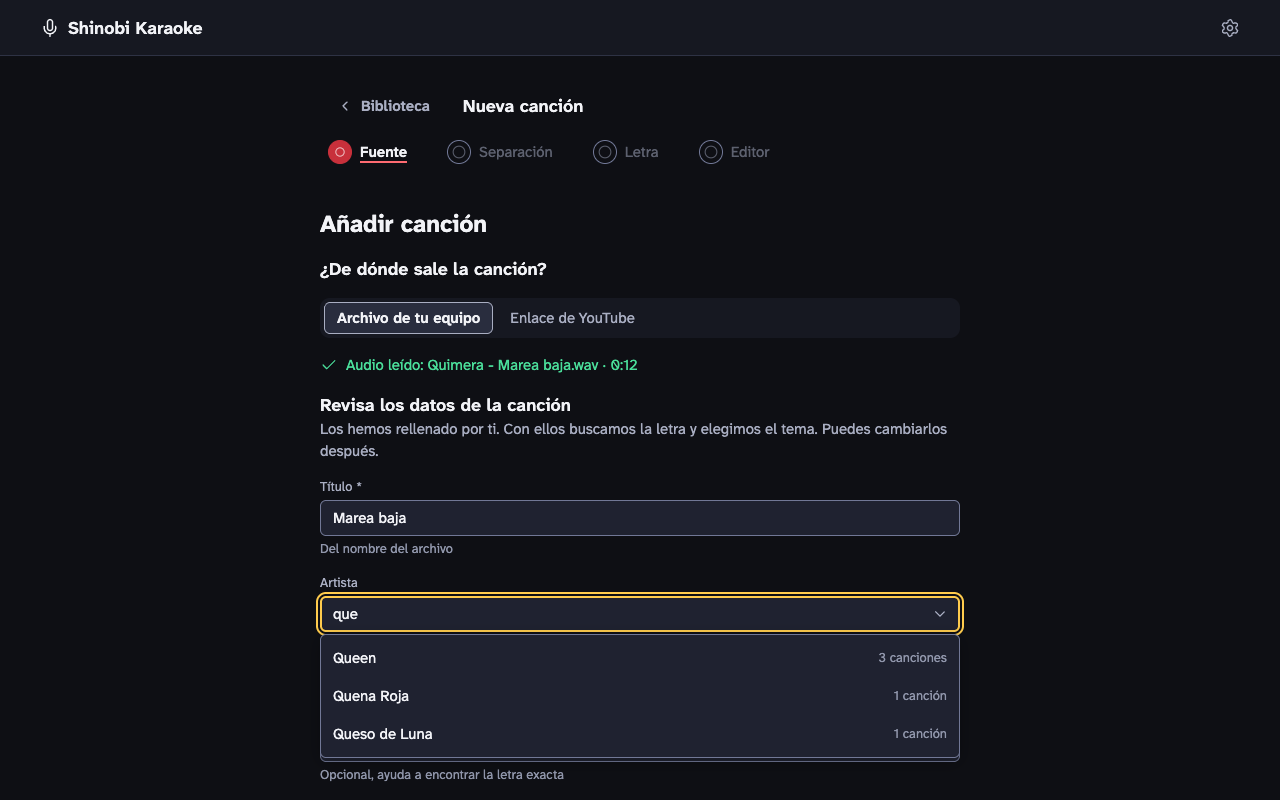 Shinobi Karaoke
Biblioteca
Nueva canción
Fuente
Separación
Letra
Editor
Añadir canción
¿De dónde sale la canción?
Archivo de tu equipo
Enlace de YouTube
Audio leído: Quimera - Marea baja.wav · 0:12
Revisa los datos de la canción
Los hemos rellenado por ti. Con ellos buscamos la letra y elegimos el tema. Puedes cambiarlos
después.
Título *
Marea baja
Del nombre del archivo
Artista
que
Queen 3 canciones
Quena Roja 1 canción
Queso de Luna 1 canción
Opcional, ayuda a encontrar la letra exacta